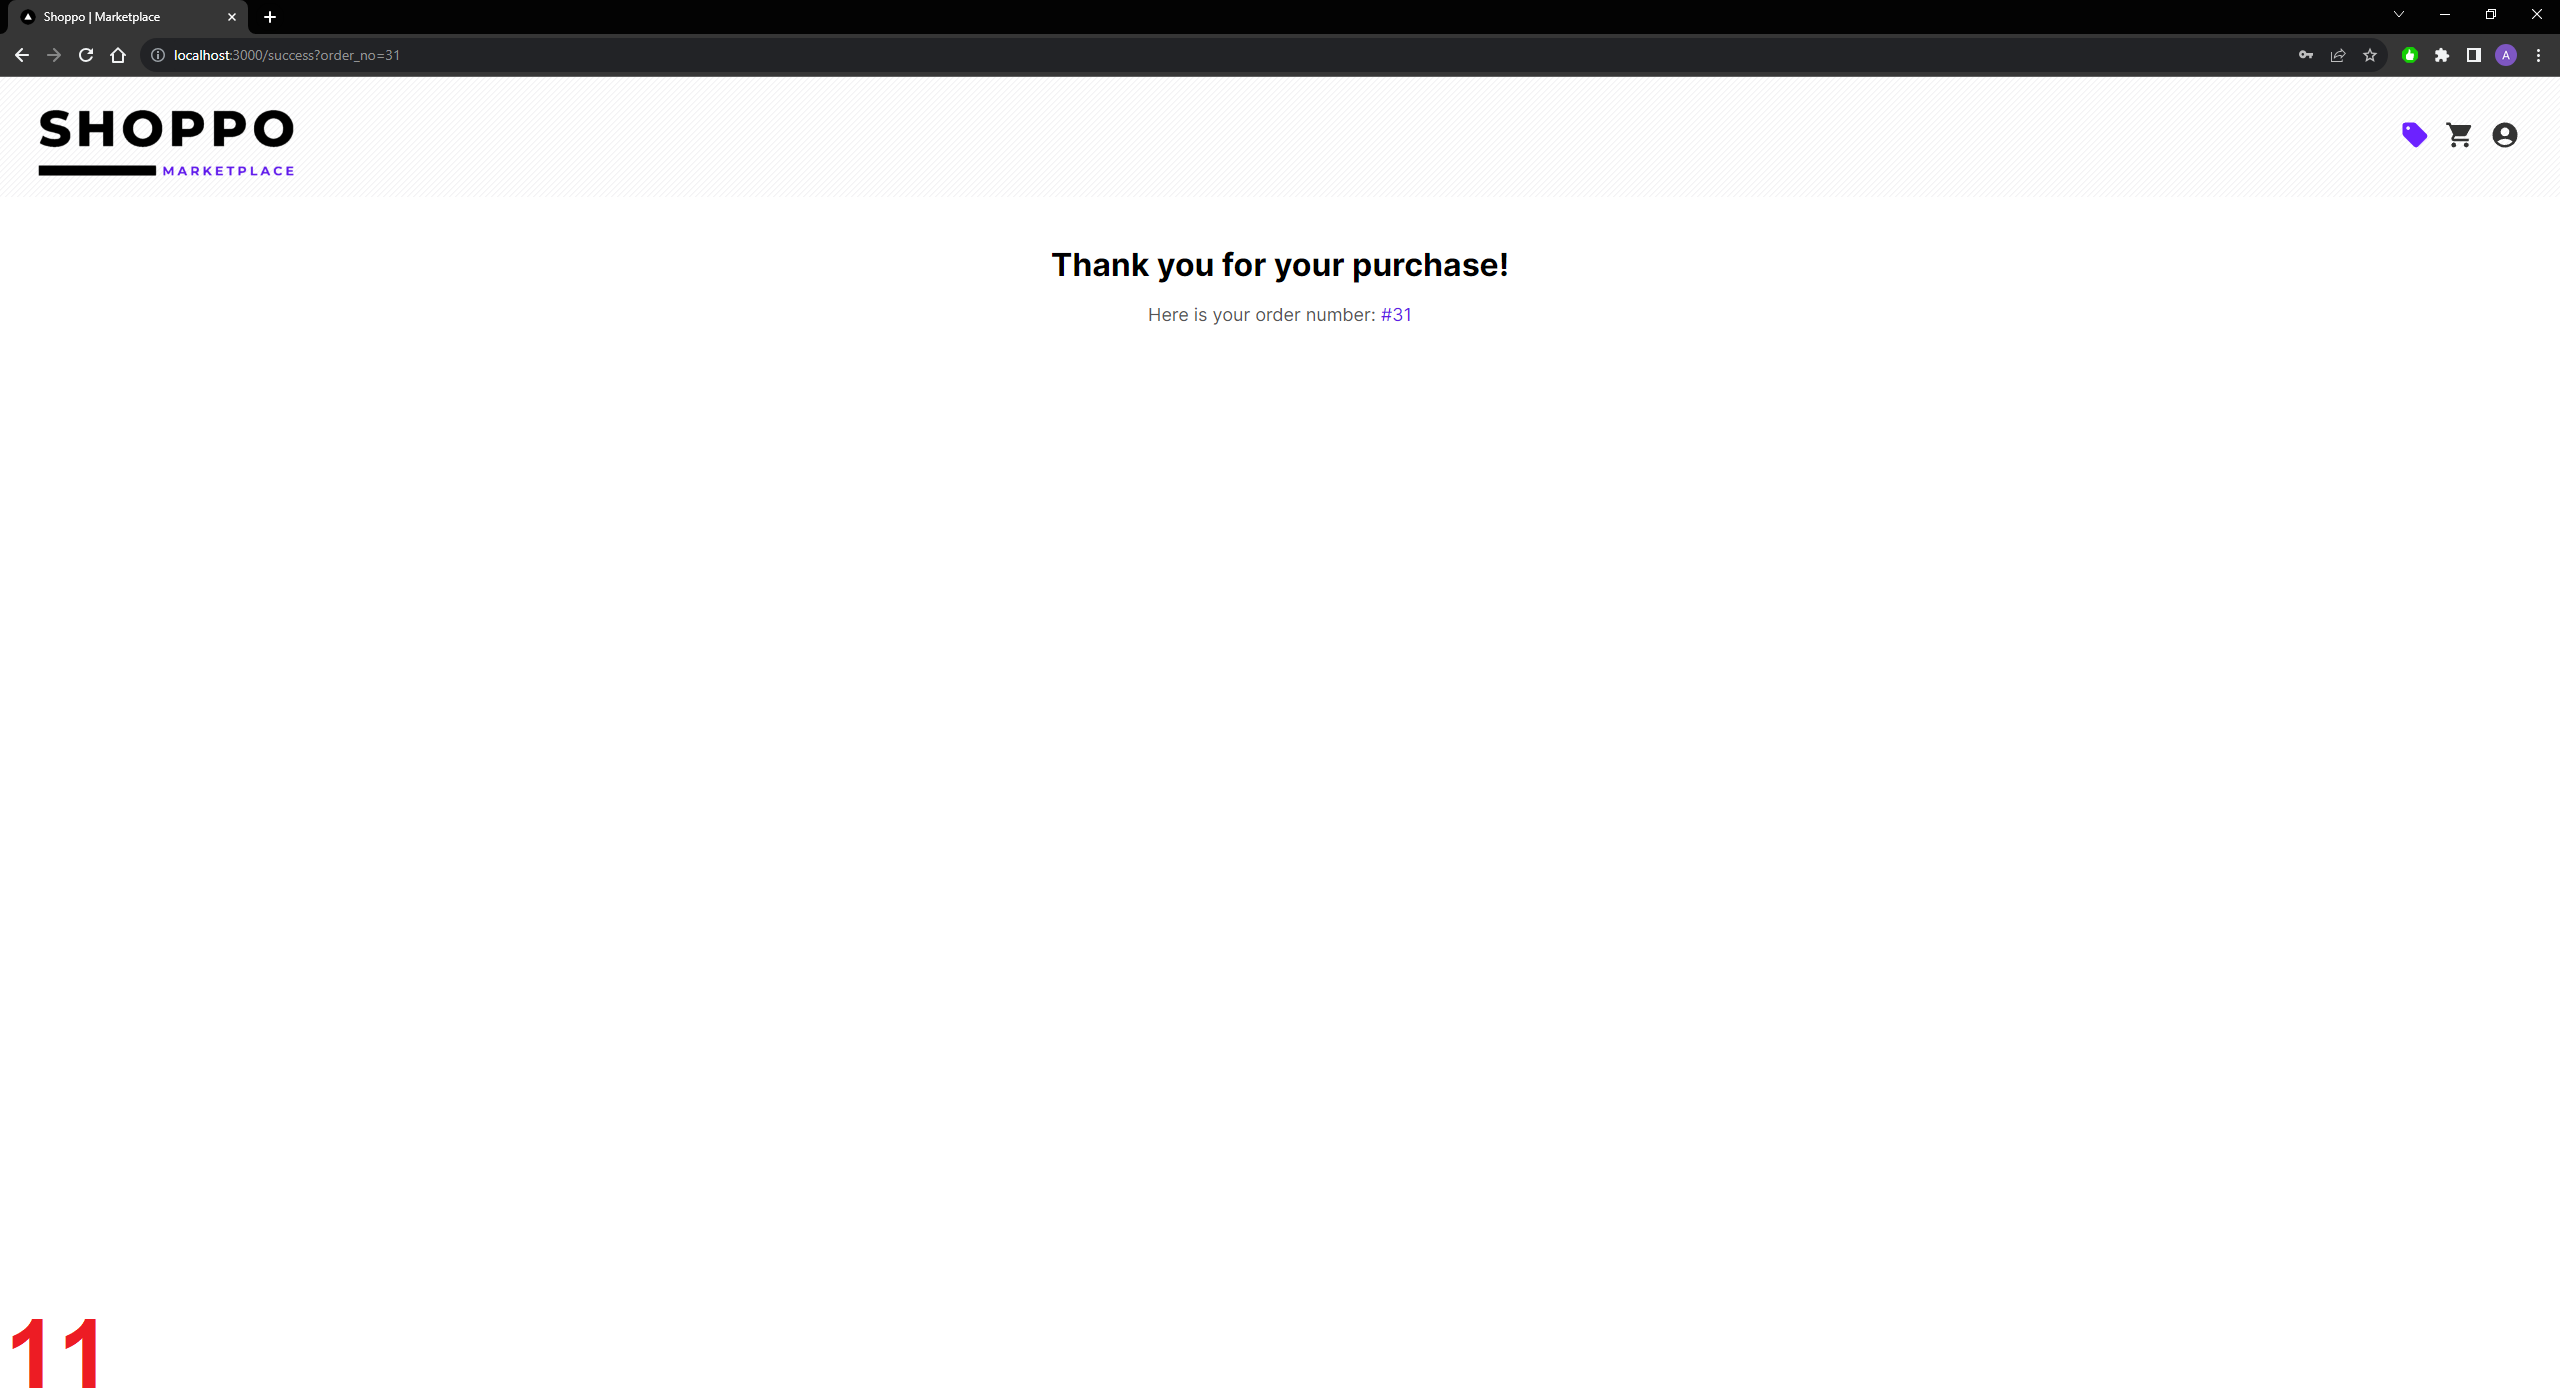 Shoppo | Marketplace
localhost:3000/success?order_no=31
A
SHOPPO
MARKETPLACE
Thank you for your purchase!
Here is your order number: #31
11